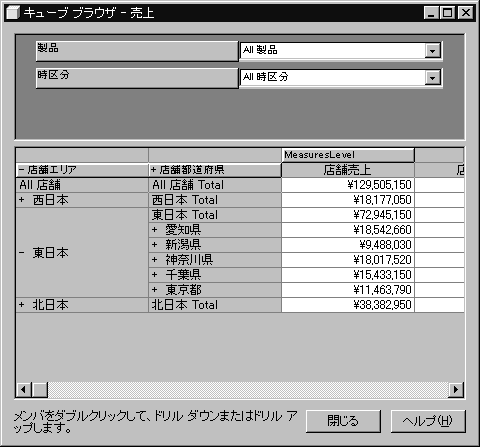 キューブ ブラウザ - 売上
製品 All 製品
時区分 All 時区分
MeasuresLevel
- 店舗エリア + 店舗都道府県 店舗売上
All 店舗 All 店舗 Total ¥129,505,150
+ 西日本 西日本 Total ¥18,177,050
東日本 Total ¥72,945,150
+ 愛知県 ¥18,542,660
+ 新潟県 ¥9,488,030
- 東日本 + 神奈川県 ¥18,017,520
+ 千葉県 ¥15,433,150
+ 東京都 ¥11,463,790
+ 北日本 北日本 Total ¥38,382,950
メンバをダブルクリックして、ドリル ダウンまたはドリル ア
ップします。
閉じる ヘルプ(H)